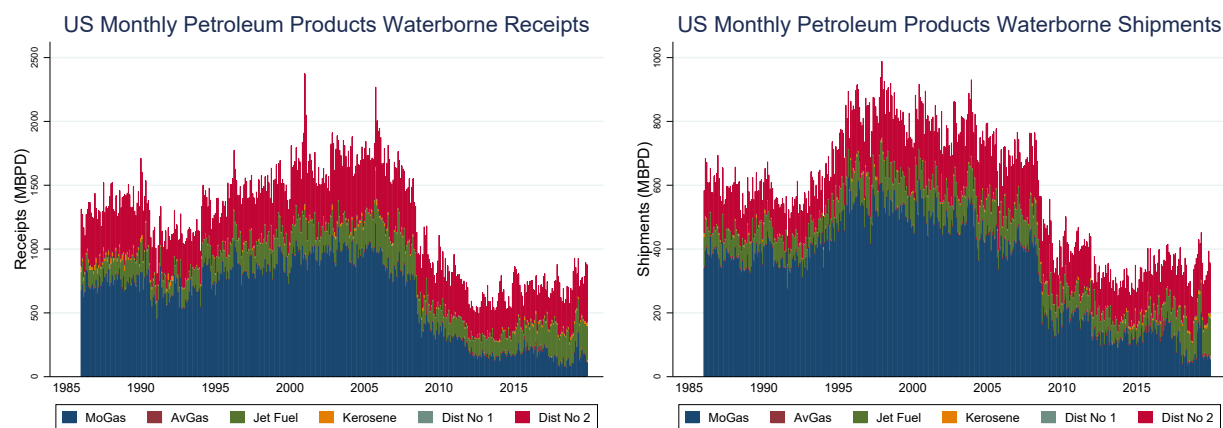 US Monthly Petroleum Products Waterborne Receipts
Receipts (MBPD)
2500
2000
1500
1000
500
0
1985 1990 1995 2000 2005 2010 2015
MoGas AvGas Jet Fuel Kerosene Dist No 1 Dist No 2
US Monthly Petroleum Products Waterborne Shipments
Shipments (MBPD)
1000
800
600
400
200
0
1985 1990 1995 2000 2005 2010 2015
MoGas AvGas Jet Fuel Kerosene Dist No 1 Dist No 2